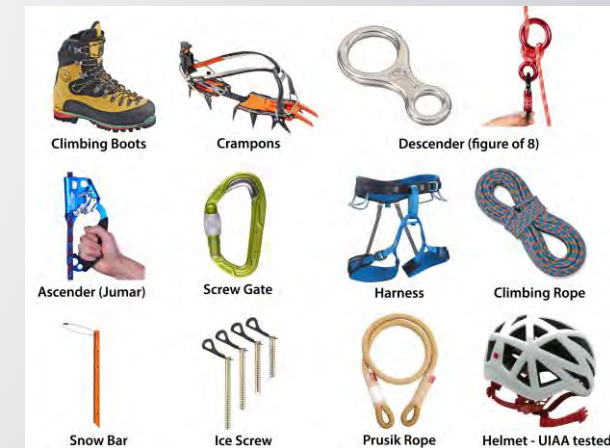 Climbing Boots
Crampons
Descender (figure of 8)
Ascender (Jumar)
Screw Gate
Harness
Climbing Rope
Snow Bar
Ice Screw
Prusik Rope
Helmet - UIAA tested